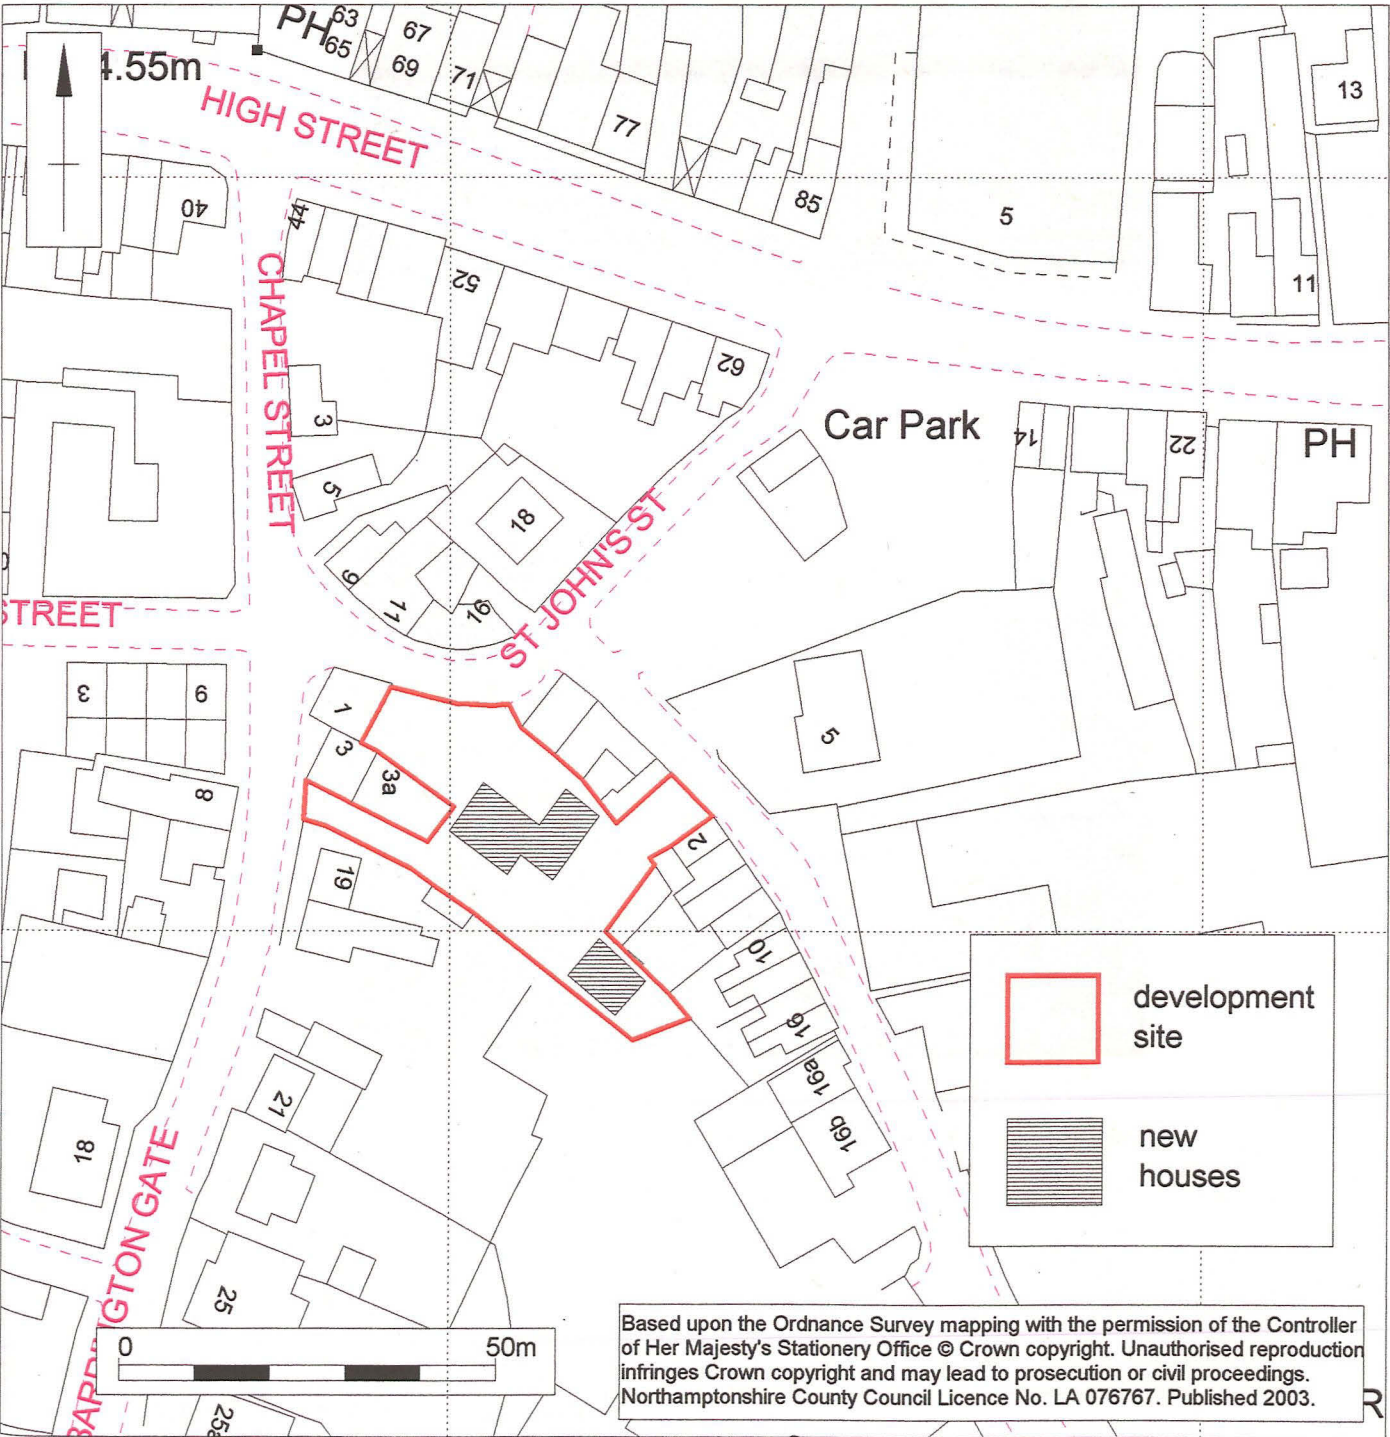 PH
63
65
67
69
71
77
85
4.55m
HIGH STREET
13
5
11
40
44
52
62
CHAPEL STREET
3
5
Car Park
14
22
PH
18
9
11
16
ST JOHN'S ST
STREET
3
9
1
3
3a
5
8
19
2
10
16
16a
16b
21
18
25
25a
BARRINGTON GATE
development
site
new
houses
0 50m
Based upon the Ordnance Survey mapping with the permission of the Controller
of Her Majesty's Stationery Office © Crown copyright. Unauthorised reproduction
infringes Crown copyright and may lead to prosecution or civil proceedings.
Northamptonshire County Council Licence No. LA 076767. Published 2003.
R